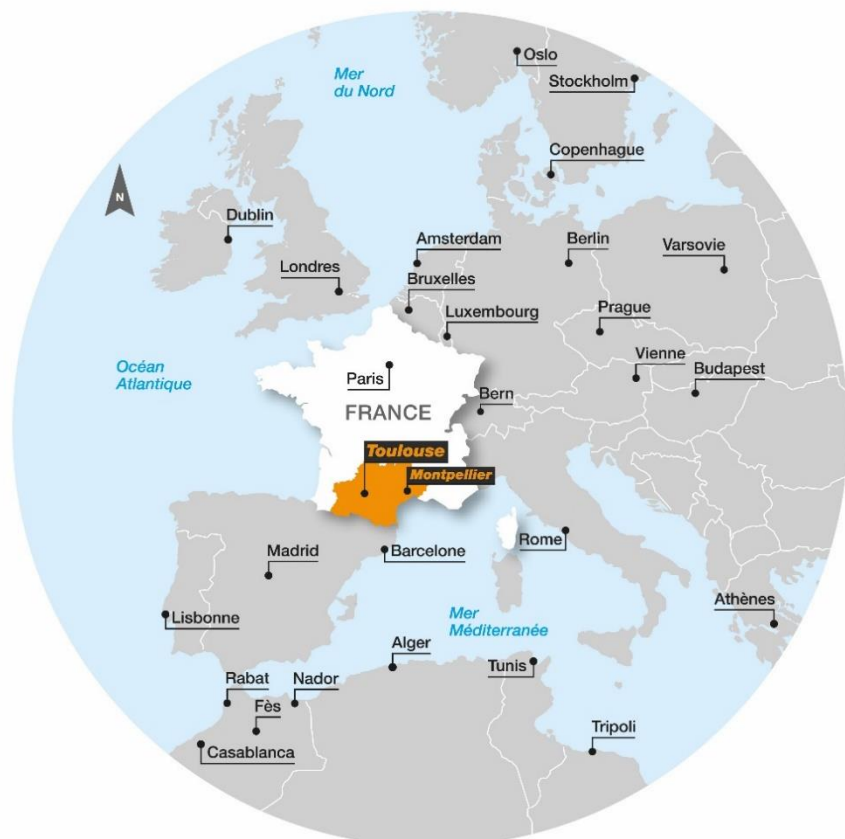 Oslo
Mer
du Nord
Stockholm
Copenhague
N
Dublin
Amsterdam
Berlin
Varsovie
Londres
Bruxelles
Luxembourg
Prague
Océan
Atlantique
Vienne
Budapest
Paris
Bern
FRANCE
Toulouse
Montpellier
Rome
Madrid
Barcelone
Athènes
Lisbonne
Mer
Méditerranée
Alger
Tunis
Rabat
Nador
Fès
Tripoli
Casablanca